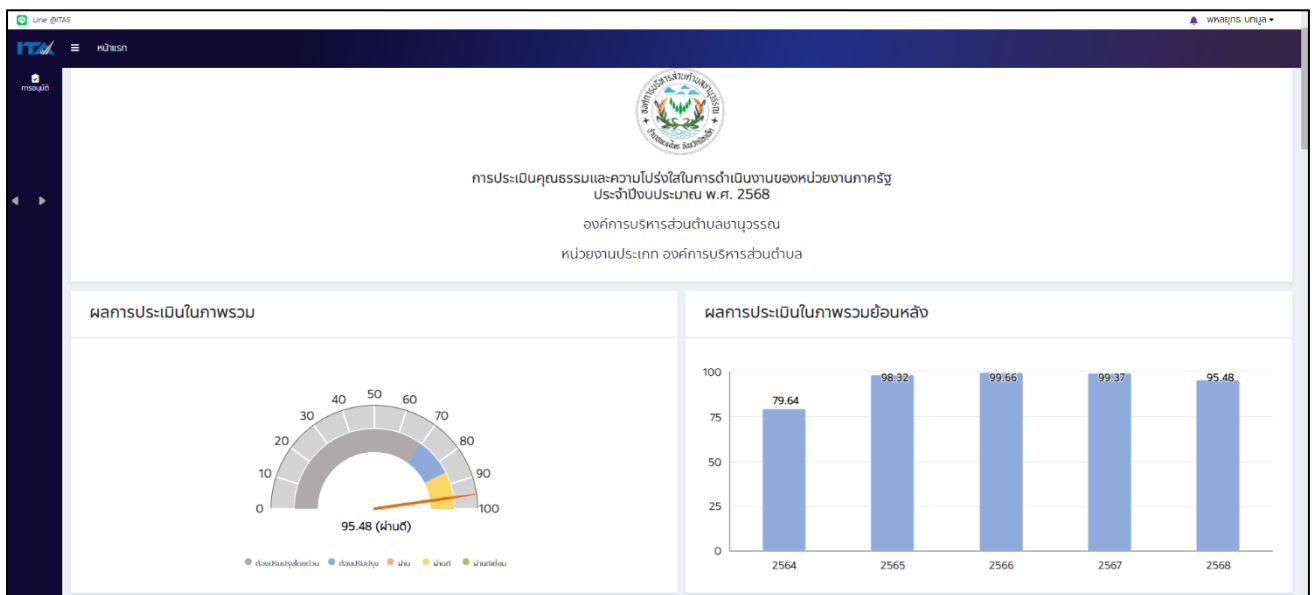 Line @ITAS
พหลยุทธ บทมูล
ITA
หน้าแรก
การอนุมัติ
การประเมินคุณธรรมและความโปร่งใสในการดำเนินงานของหน่วยงานภาครัฐ
ประจำปีงบประมาณ พ.ศ. 2568
องค์การบริหารส่วนตำบลชานุวรรณ
หน่วยงานประเภท องค์การบริหารส่วนตำบล
ผลการประเมินในภาพรวม
0
10
20
30
40
50
60
70
80
90
100
95.48 (ผ่านดี)
ต้องปรับปรุงโดยด่วน ต้องปรับปรุง ผ่าน ผ่านดี ผ่านดีเยี่ยม
ผลการประเมินในภาพรวมย้อนหลัง
100
75
50
25
0
79.64 98.32 99.66 99.37 95.48
2564 2565 2566 2567 2568